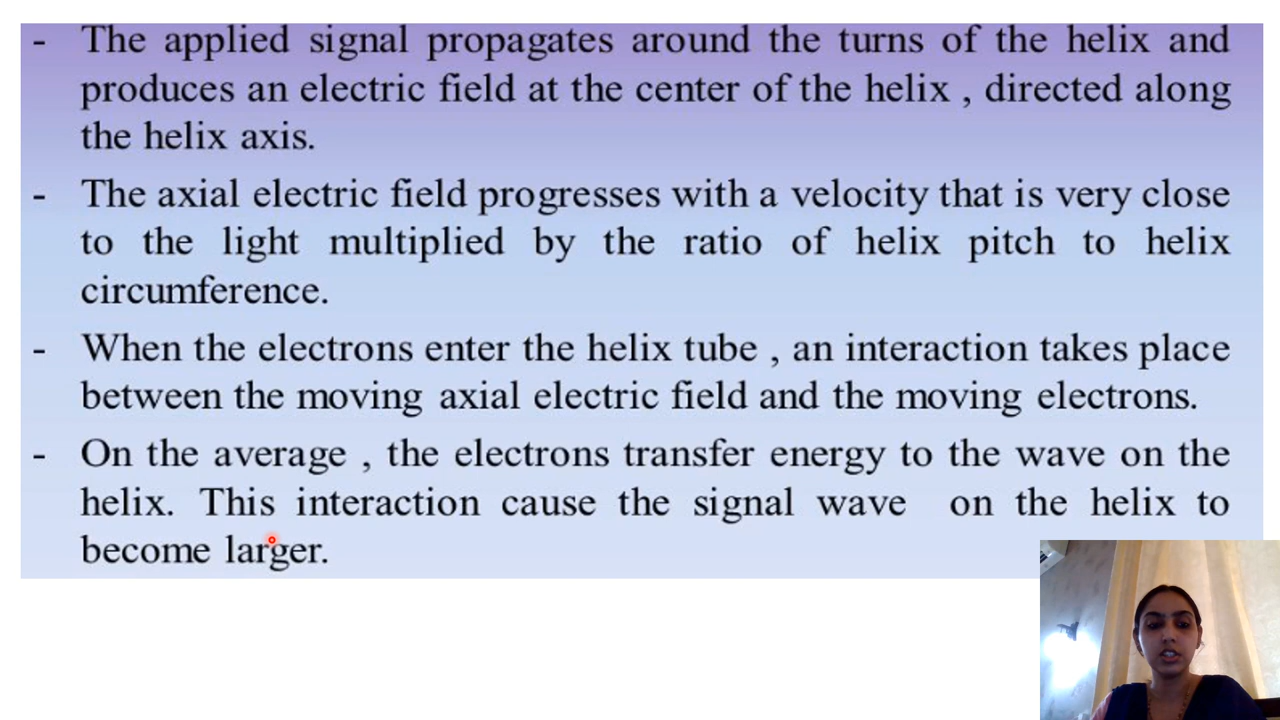 - The applied signal propagates around the turns of the helix and
produces an electric field at the center of the helix , directed along
the helix axis.
- The axial electric field progresses with a velocity that is very close
to the light multiplied by the ratio of helix pitch to helix
circumference.
- When the electrons enter the helix tube , an interaction takes place
between the moving axial electric field and the moving electrons.
- On the average , the electrons transfer energy to the wave on the
helix. This interaction cause the signal wave on the helix to
become larger.